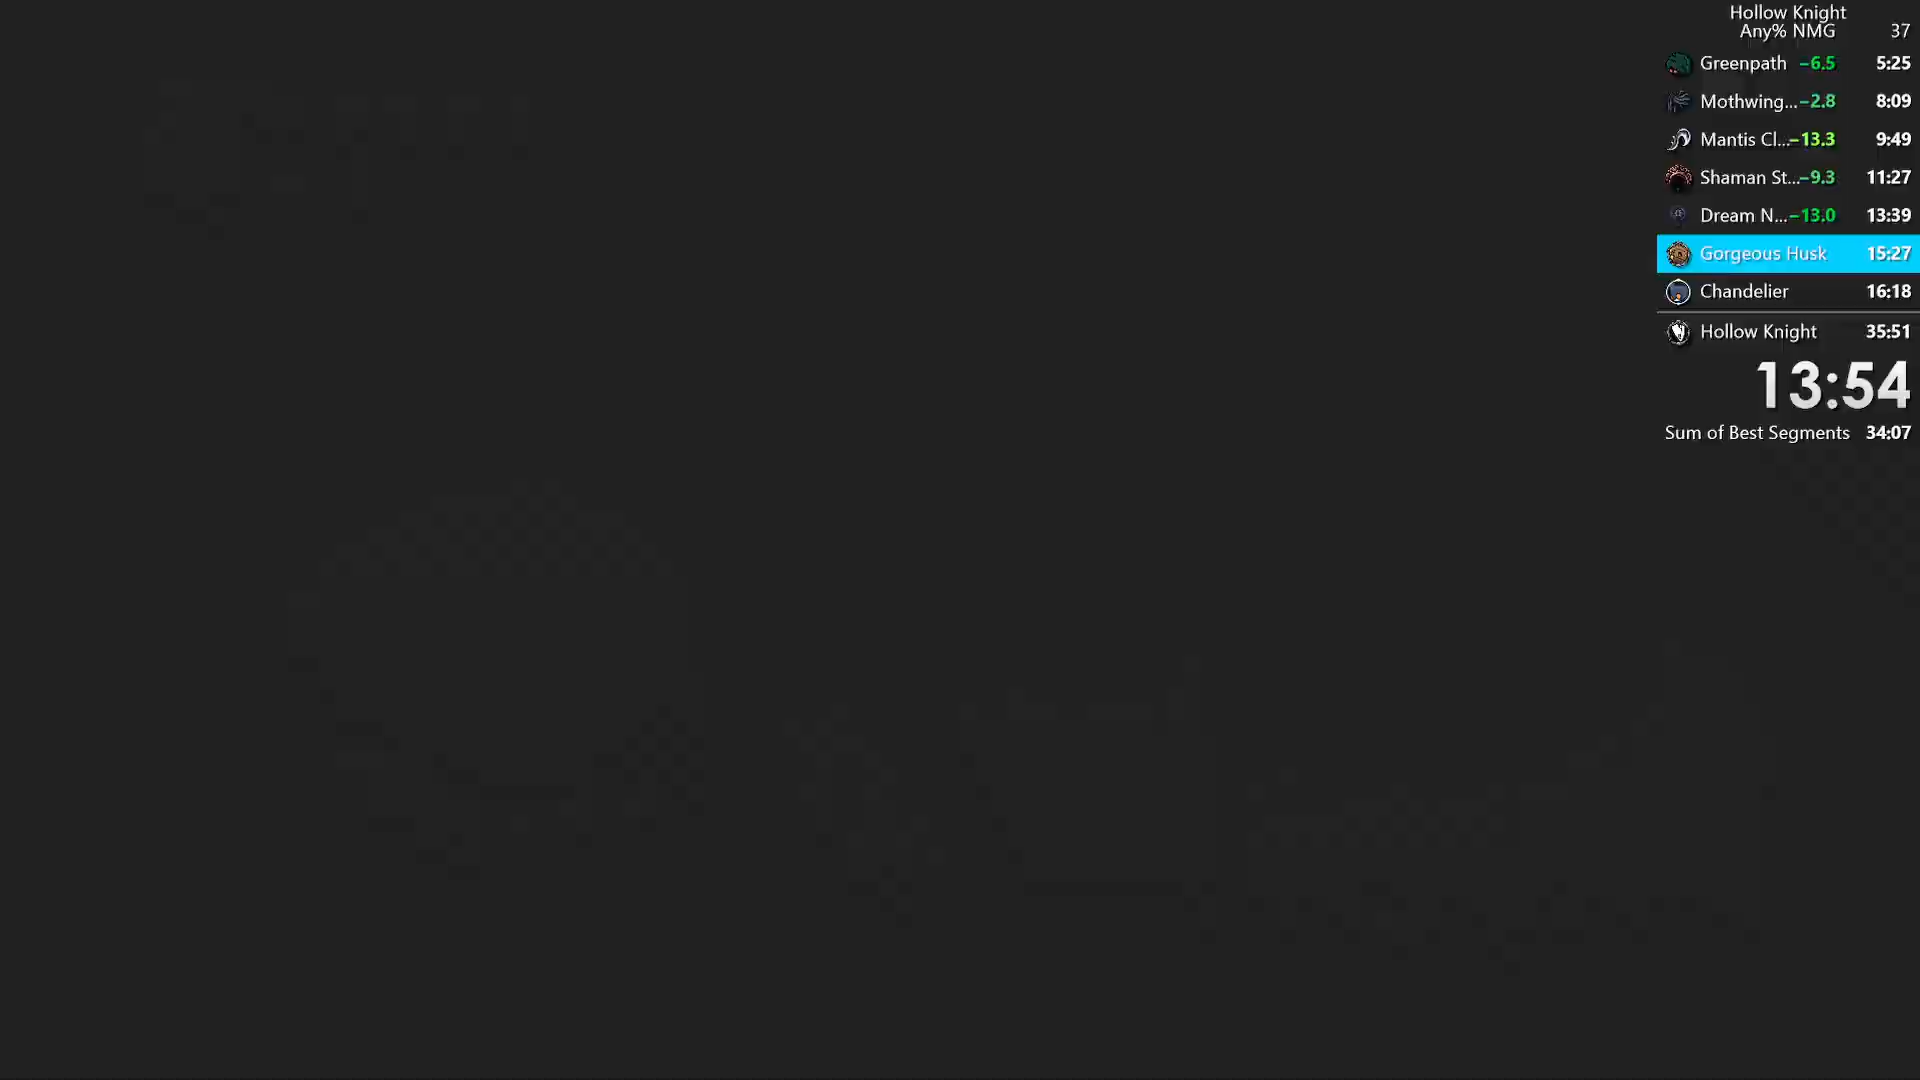 Hollow Knight
Any% NMG 37
Greenpath −6.5 5:25
Mothwing... −2.8 8:09
Mantis Cl... −13.3 9:49
Shaman St... −9.3 11:27
Dream N... −13.0 13:39
Gorgeous Husk 15:27
Chandelier 16:18
Hollow Knight 35:51
13:54
Sum of Best Segments 34:07